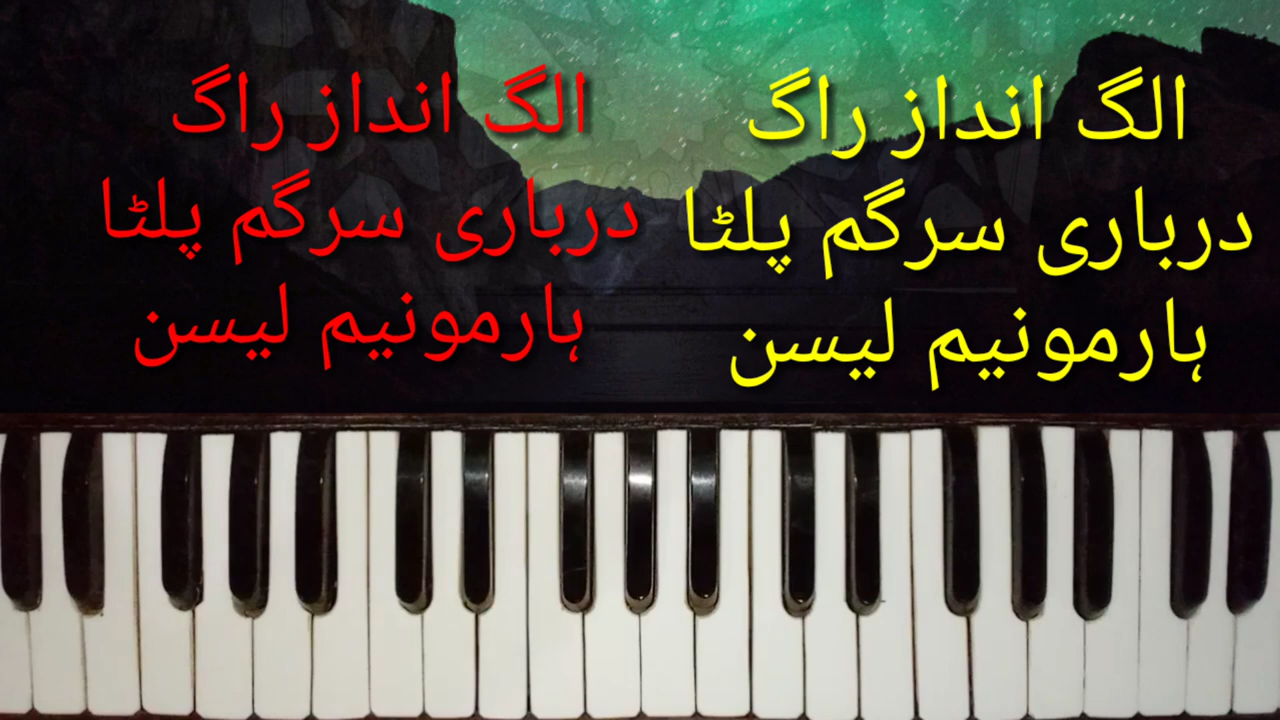 الگ انداز راگ
درباری سرگم پلٹا
ہارمونیم لیسن
الگ انداز راگ
درباری سرگم پلٹا
ہارمونیم لیسن